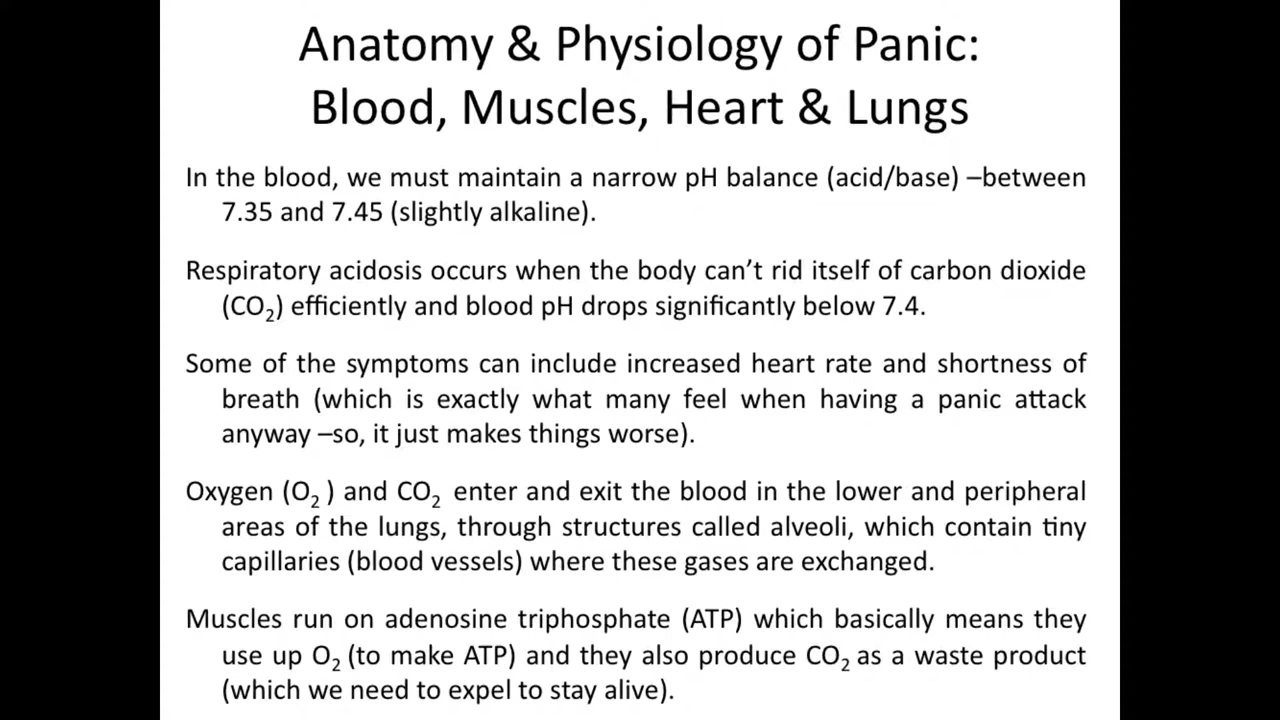 Anatomy & Physiology of Panic:
Blood, Muscles, Heart & Lungs
In the blood, we must maintain a narrow pH balance (acid/base) –between
7.35 and 7.45 (slightly alkaline).
Respiratory acidosis occurs when the body can’t rid itself of carbon dioxide
(CO₂) efficiently and blood pH drops significantly below 7.4.
Some of the symptoms can include increased heart rate and shortness of
breath (which is exactly what many feel when having a panic attack
anyway –so, it just makes things worse).
Oxygen (O₂ ) and CO₂ enter and exit the blood in the lower and peripheral
areas of the lungs, through structures called alveoli, which contain tiny
capillaries (blood vessels) where these gases are exchanged.
Muscles run on adenosine triphosphate (ATP) which basically means they
use up O₂ (to make ATP) and they also produce CO₂ as a waste product
(which we need to expel to stay alive).